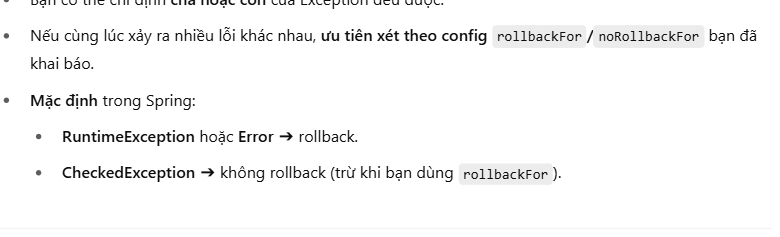 Bạn có thể chỉ định cha hoặc con của Exception đều được.
Nếu cùng lúc xảy ra nhiều lỗi khác nhau, ưu tiên xét theo config rollbackFor/noRollbackFor bạn đã
khai báo.
Mặc định trong Spring:
RuntimeException hoặc Error ➔ rollback.
CheckedException ➔ không rollback (trừ khi bạn dùng rollbackFor).